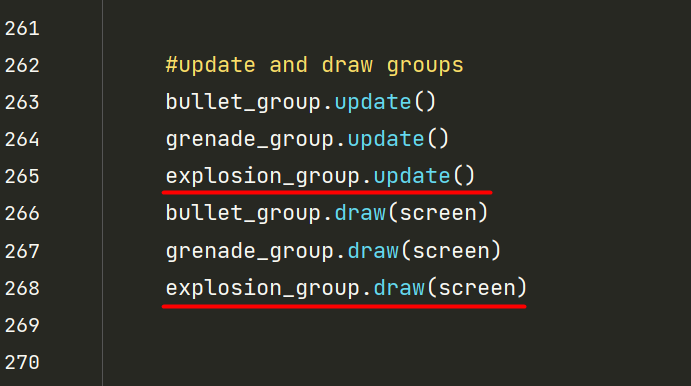 261
262 #update and draw groups
263 bullet_group.update()
264 grenade_group.update()
265 explosion_group.update()
266 bullet_group.draw(screen)
267 grenade_group.draw(screen)
268 explosion_group.draw(screen)
269
270